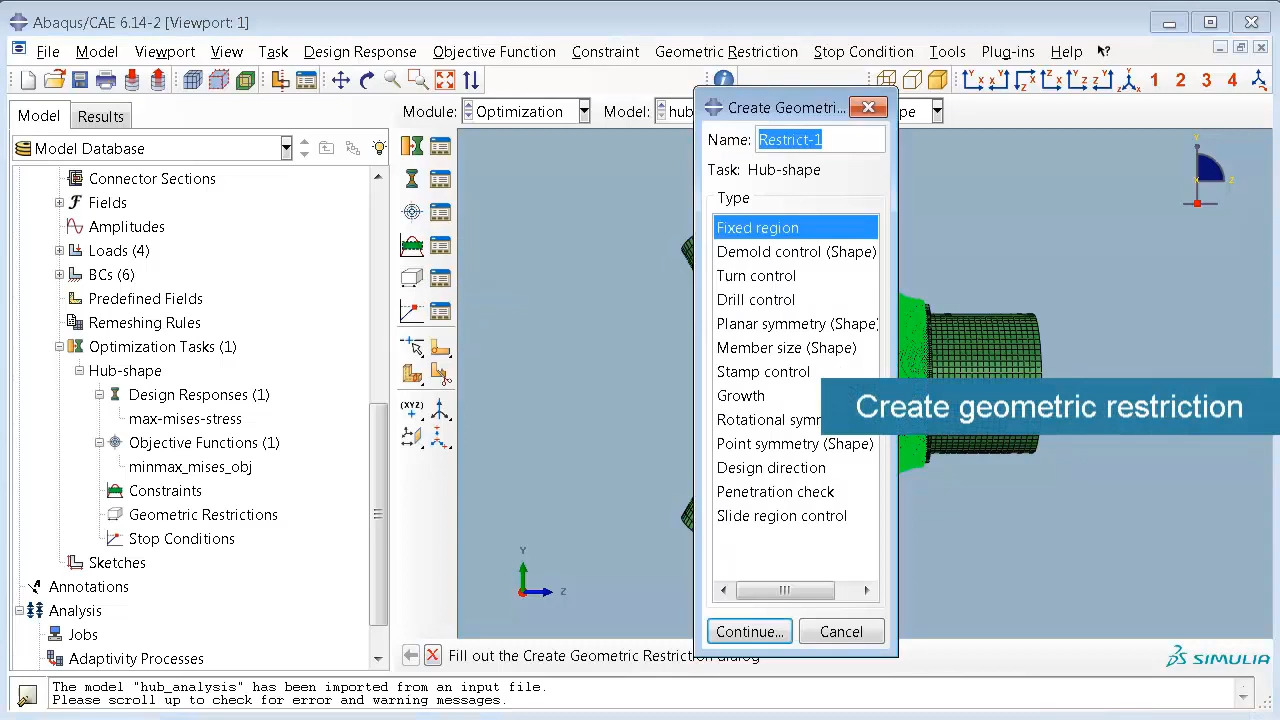 Abaqus/CAE 6.14-2 [Viewport: 1]
File Model Viewport View Task Design Response Objective Function Constraint Geometric Restriction Stop Condition Tools Plug-ins Help
1 2 3 4
Model Results
Module: Optimization Model: hub
Model Database
Connector Sections
Fields
Amplitudes
Loads (4)
BCs (6)
Predefined Fields
Remeshing Rules
Optimization Tasks (1)
Hub-shape
Design Responses (1)
max-mises-stress
Objective Functions (1)
minmax_mises_obj
Constraints
Geometric Restrictions
Stop Conditions
Sketches
Annotations
Analysis
Jobs
Adaptivity Processes
(XYZ)
Create Geometri...
Name: Restrict-1
Task: Hub-shape
Type
Fixed region
Demold control (Shape)
Turn control
Drill control
Planar symmetry (Shape
Member size (Shape)
Stamp control
Growth
Rotational
Point symmetry (Shape)
Design direction
Penetration check
Slide region control
Continue... Cancel
Create geometric restriction
Y
Z
Y
X
Z
Fill out the Create Geometric
SIMULIA
The model "hub_analysis" has been imported from an input file.
Please scroll up to check for error and warning messages.